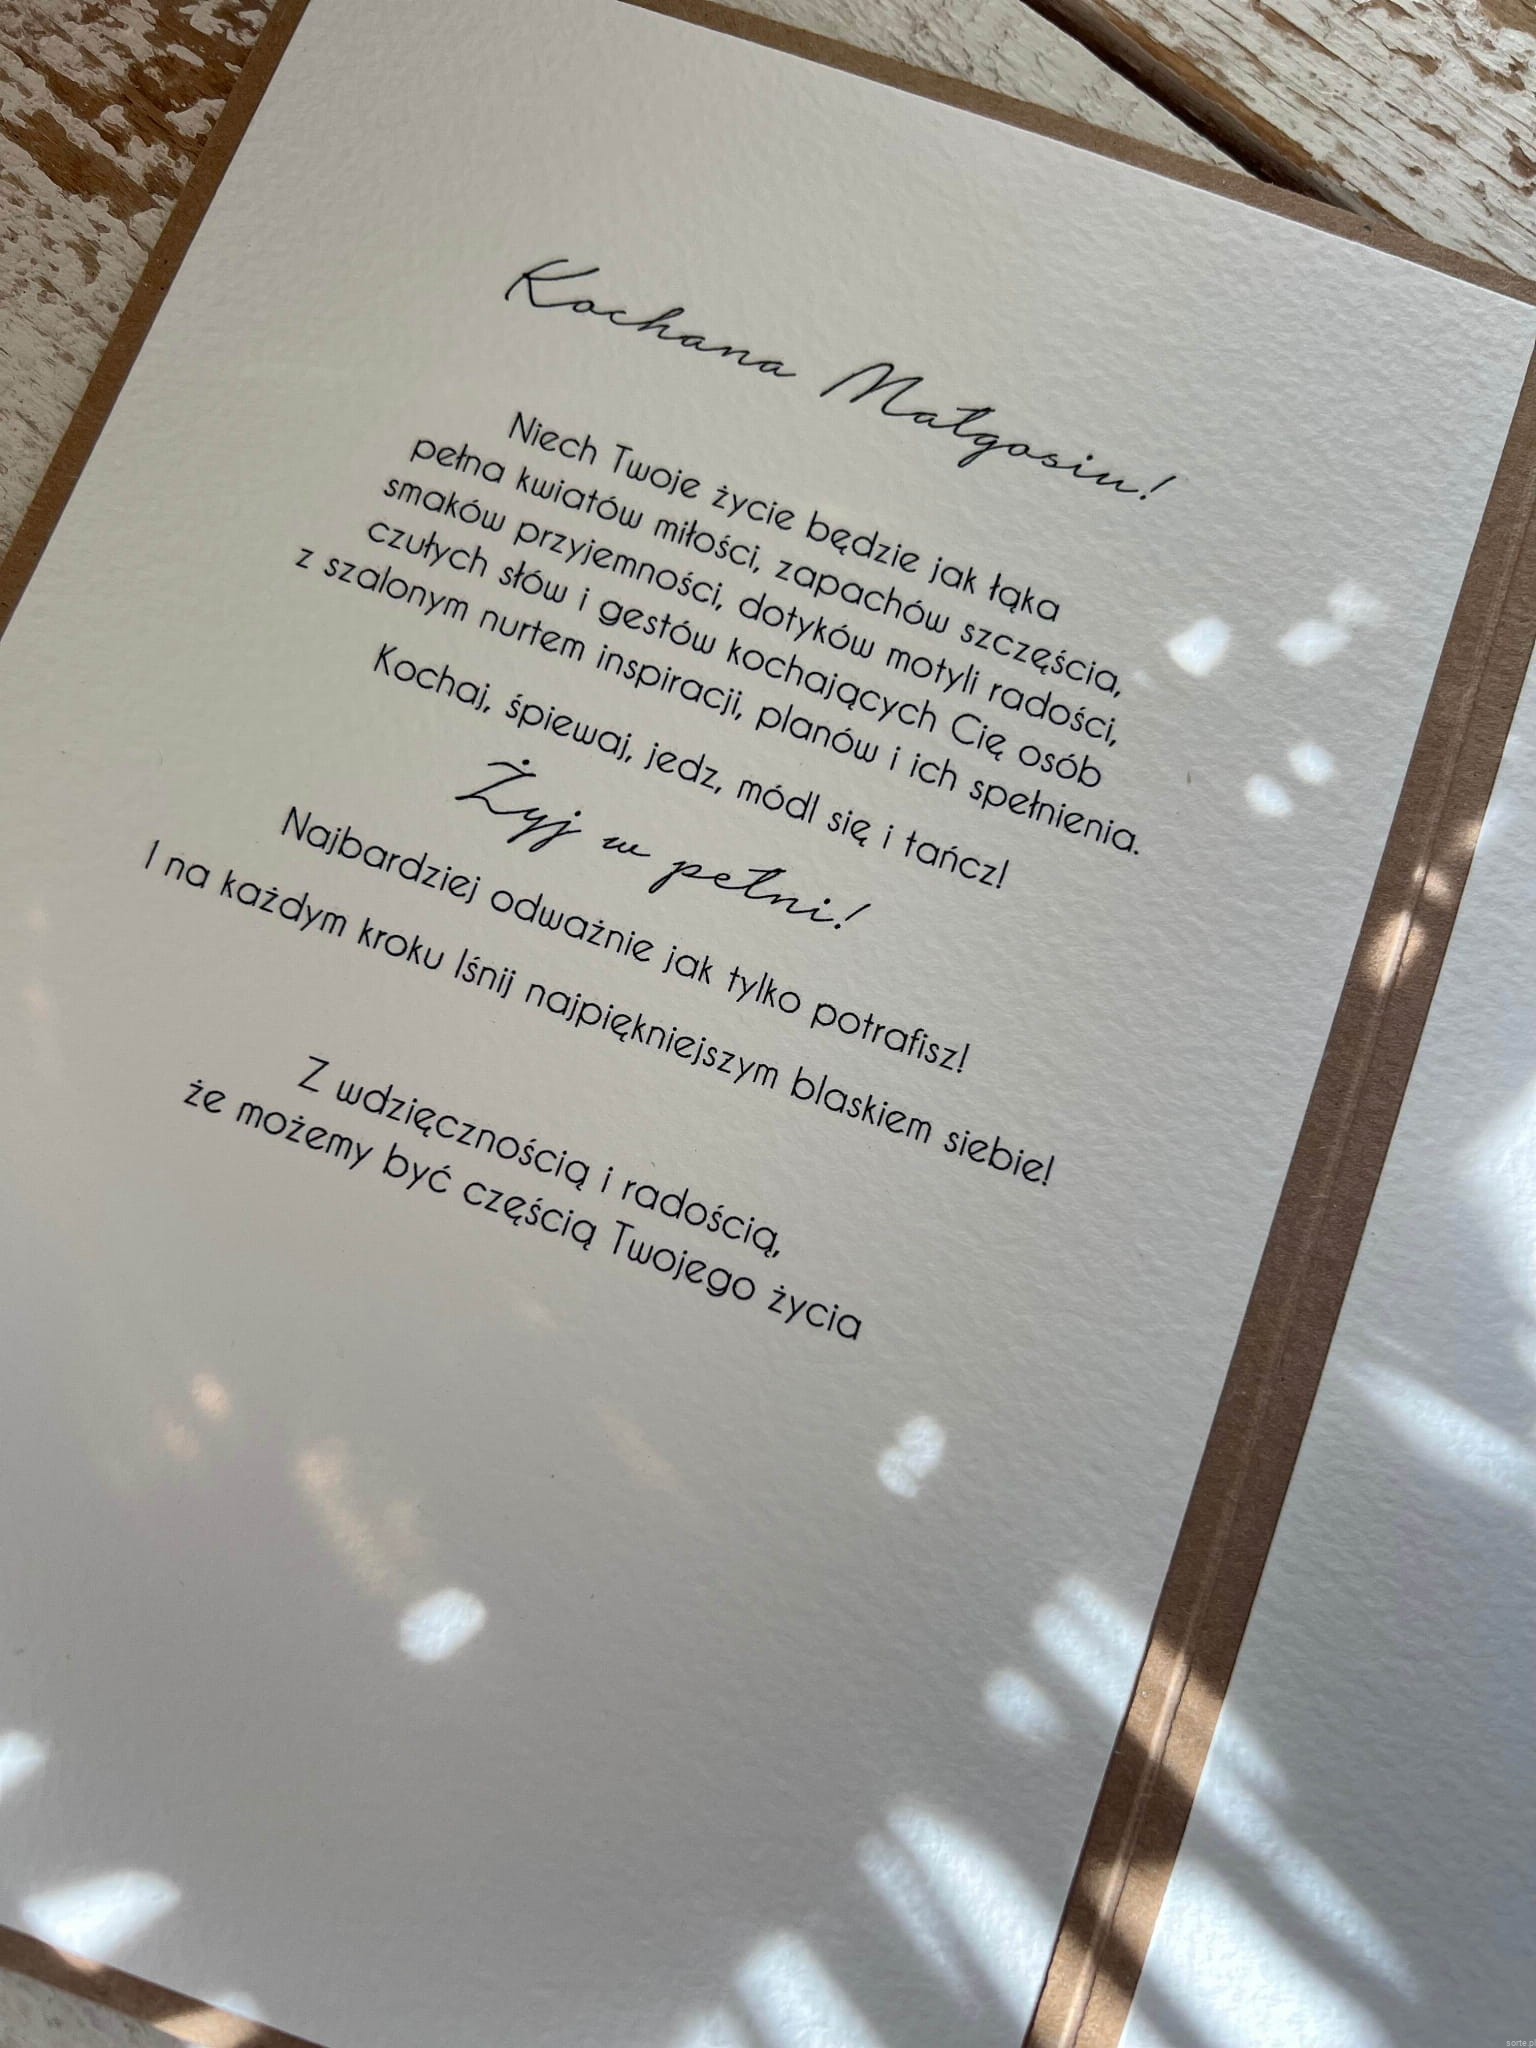 Kochana Małgosiu!
Niech Twoje życie będzie jak łąka
pełna kwiatów miłości, zapachów szczęścia,
smaków przyjemności, dotyków motyli radości,
czułych słów i gestów kochających Cię osób
z szalonym nurtem inspiracji, planów i ich spełnienia.
Kochaj, śpiewaj, jedz, módl się i tańcz!
Żyj w pełni!
Najbardziej odważnie jak tylko potrafisz!
I na każdym kroku lśnij najpiękniejszym blaskiem siebie!
Z wdzięcznością i radością,
że możemy być częścią Twojego życia